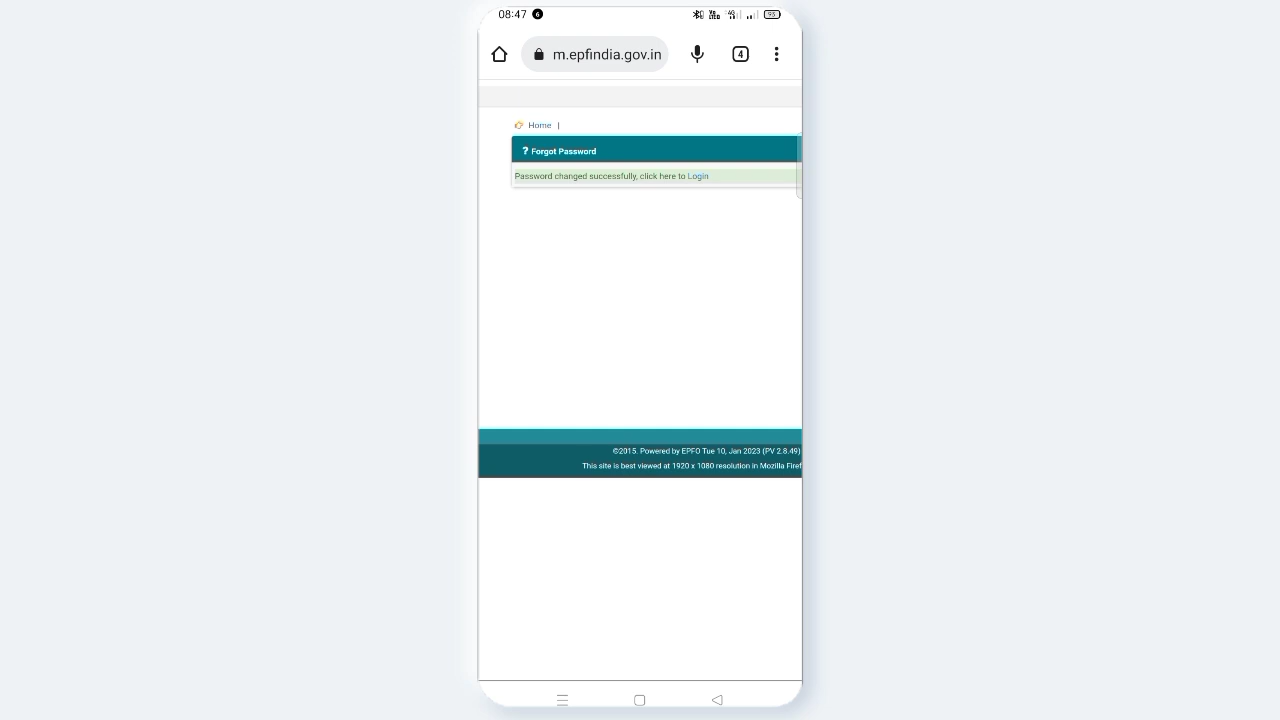 08:47 6
m.epfindia.gov.in 4
Home |
? Forgot Password
Password changed successfully, click here to Login
©2015. Powered by EPFO Tue 10, Jan 2023 (PV 2.8.49)
This site is best viewed at 1920 x 1080 resolution in Mozilla Firef